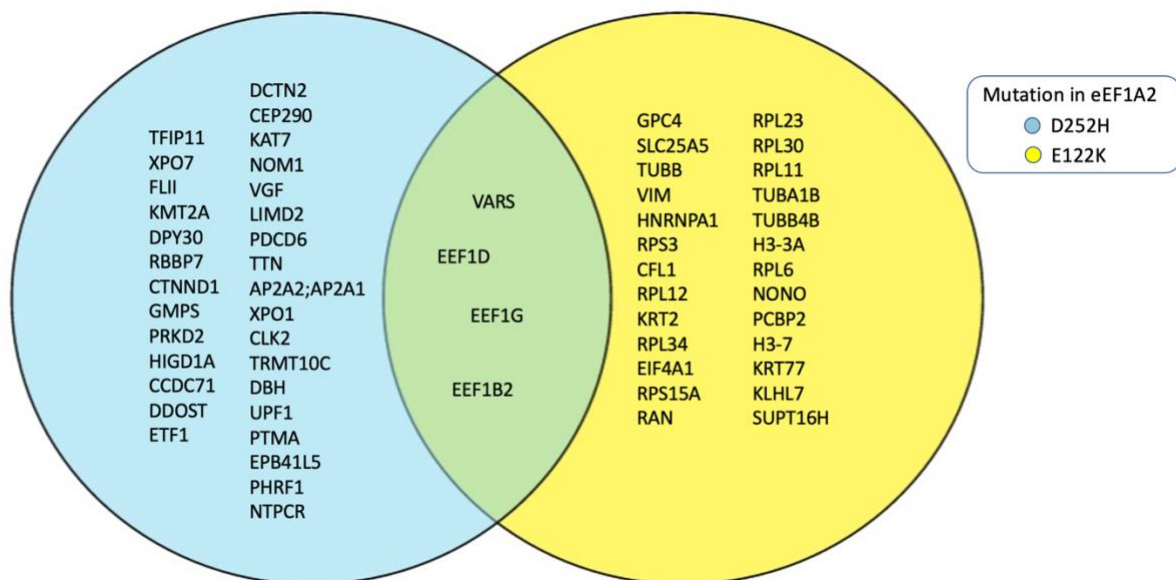 DCTN2
CEP290
TFIP11
KAT7
XPO7
NOM1
FLII
VGF
KMT2A
LIMD2
DPY30
PDCD6
RBBP7
TTN
CTNND1
AP2A2;AP2A1
GMPS
XPO1
PRKD2
CLK2
HIGD1A
TRMT10C
CCDC71
DBH
DDOST
UPF1
ETF1
PTMA
EPB41L5
PHRF1
NTPCR
VARS
EEF1D
EEF1G
EEF1B2
GPC4
SLC25A5
TUBB
VIM
HNRNPA1
RPS3
CFL1
RPL12
KRT2
RPL34
EIF4A1
RPS15A
RAN
RPL23
RPL30
RPL11
TUBA1B
TUBB4B
H3-3A
RPL6
NONO
PCBP2
H3-7
KRT77
KLHL7
SUPT16H
Mutation in eEF1A2
D252H
E122K